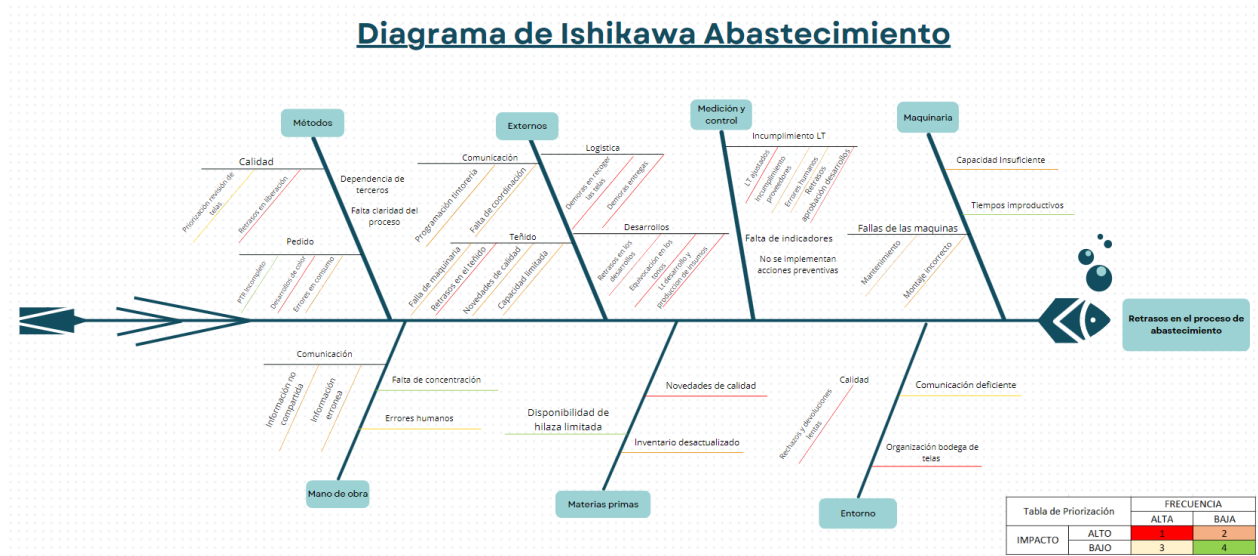 Diagrama de Ishikawa Abastecimiento
Métodos
Calidad
Priorización revisión de
telas
Retrasos en liberación
Dependencia de
terceros
Falta claridad del
proceso
Pedido
PTP Incompleto
Desarrollos de color
Errores en consumo
Externos
Comunicación
Programación tintorería
Falta de coordinación
Logistica
Demoras en recoger
las telas
Demoras entregas
Teñido
Falla de maquinaria
Retrasos en el teñido
Novedades de calidad
Capacidad limitada
Desarrollos
Retrasos en los
desarrollos
Equivocación en los
tonos
Lt desarrollo y
producción de insumos
Medición y
control
Incumplimiento LT
LT ajustados
Incumplimiento
proveedores
Errores humanos
Retrasos
aprobación desarrollos
Falta de indicadores
No se implementan
acciones preventivas
Maquinaria
Capacidad Insuficiente
Tiempos improductivos
Fallas de las maquinas
Mantenimiento
Montaje incorrecto
Retrasos en el proceso de
abastecimiento
Comunicación
Información no
compartida
Información
erronea
Falta de concentración
Errores humanos
Mano de obra
Novedades de calidad
Disponibilidad de
hilaza limitada
Inventario desactualizado
Materias primas
Calidad
Rechazos y devoluciones
lentas
Comunicación deficiente
Organización bodega de
telas
Entorno
Tabla de Priorización
FRECUENCIA
ALTA BAJA
IMPACTO
ALTO 1 2
BAJO 3 4